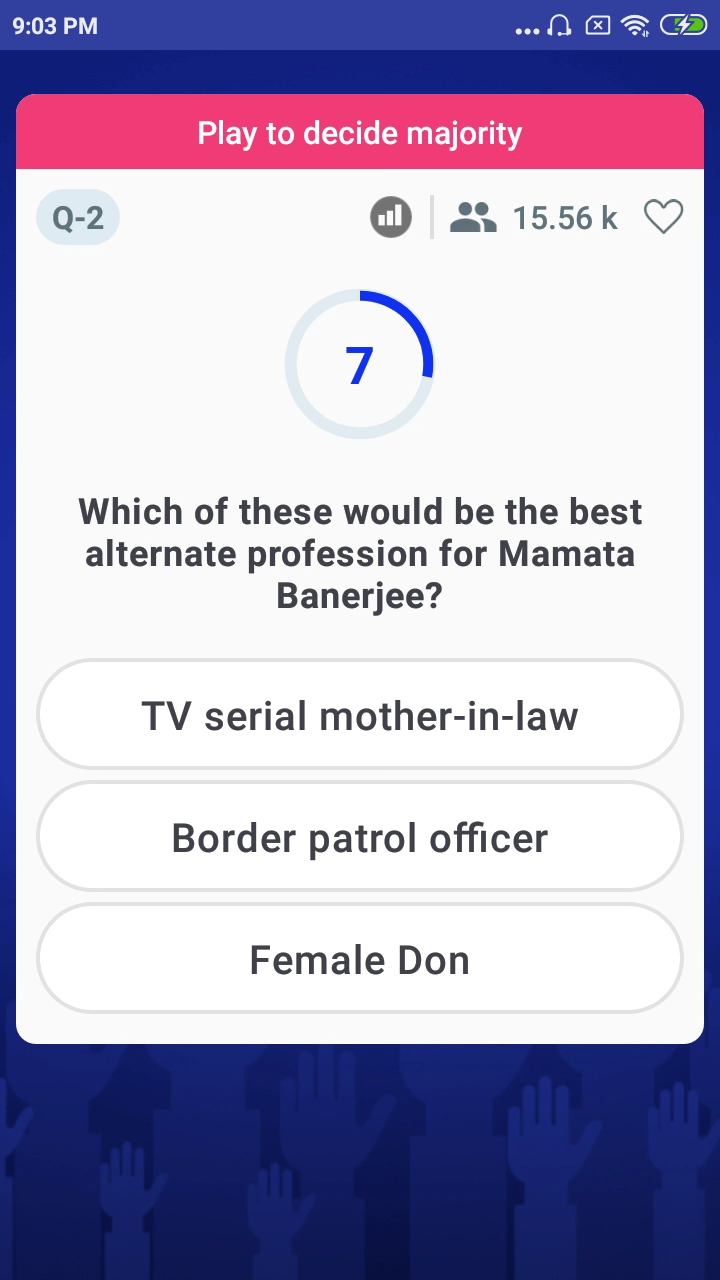 9:03 PM
Play to decide majority
Q-2
15.56 k
7
Which of these would be the best
alternate profession for Mamata
Banerjee?
TV serial mother-in-law
Border patrol officer
Female Don